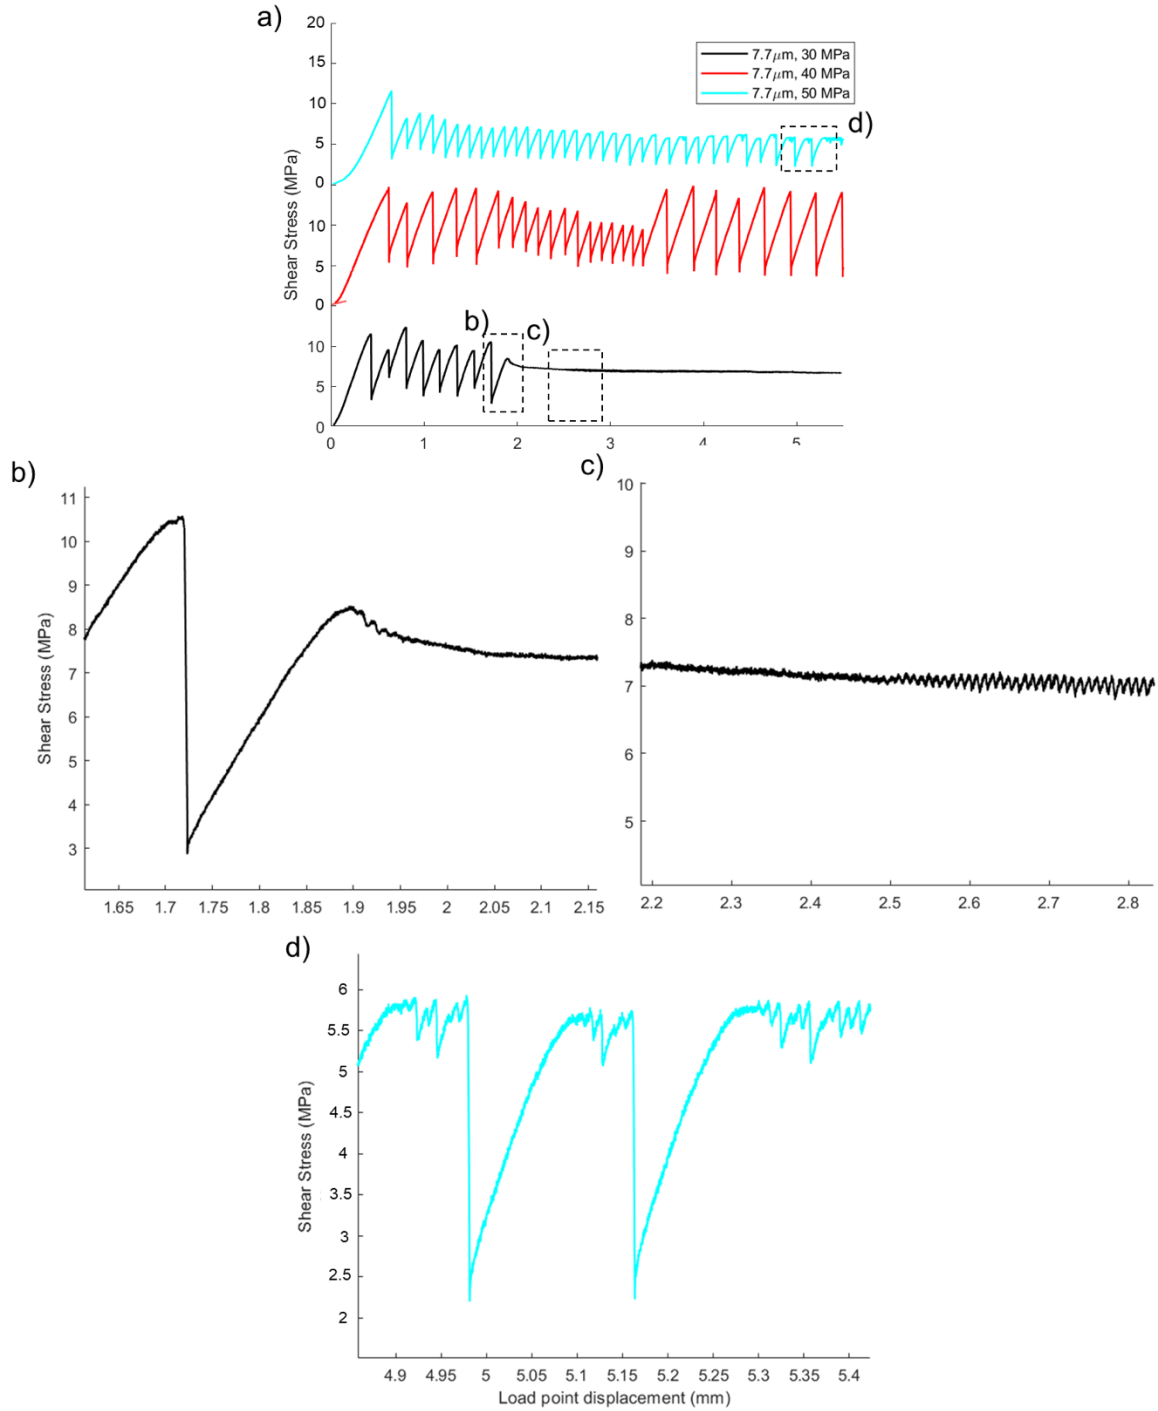 a)
20
15
10
5
0
7.7μm, 30 MPa
7.7μm, 40 MPa
7.7μm, 50 MPa
d)
Shear Stress (MPa)
10
5
0
b)
c)
10
5
0
0 1 2 3 4 5
b)
11
10
9
8
7
6
5
4
3
Shear Stress (MPa)
1.65 1.7 1.75 1.8 1.85 1.9 1.95 2 2.05 2.1 2.15
c)
10
9
8
7
6
5
2.2 2.3 2.4 2.5 2.6 2.7 2.8
d)
6
5.5
5
4.5
4
3.5
3
2.5
2
Shear Stress (MPa)
4.9 4.95 5 5.05 5.1 5.15 5.2 5.25 5.3 5.35 5.4
Load point displacement (mm)